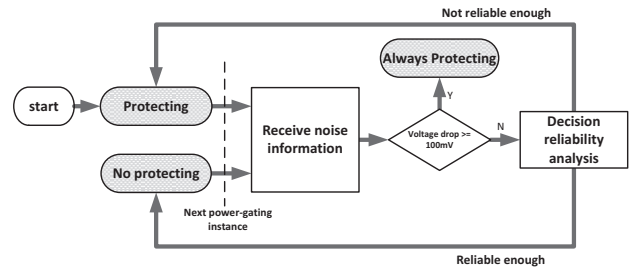 Not reliable enough
Always Protecting
start
Protecting
Receive noise
information
Y
Voltage drop >=
100mV
N
Decision
reliability
analysis
No protecting
Next power-gating
instance
Reliable enough